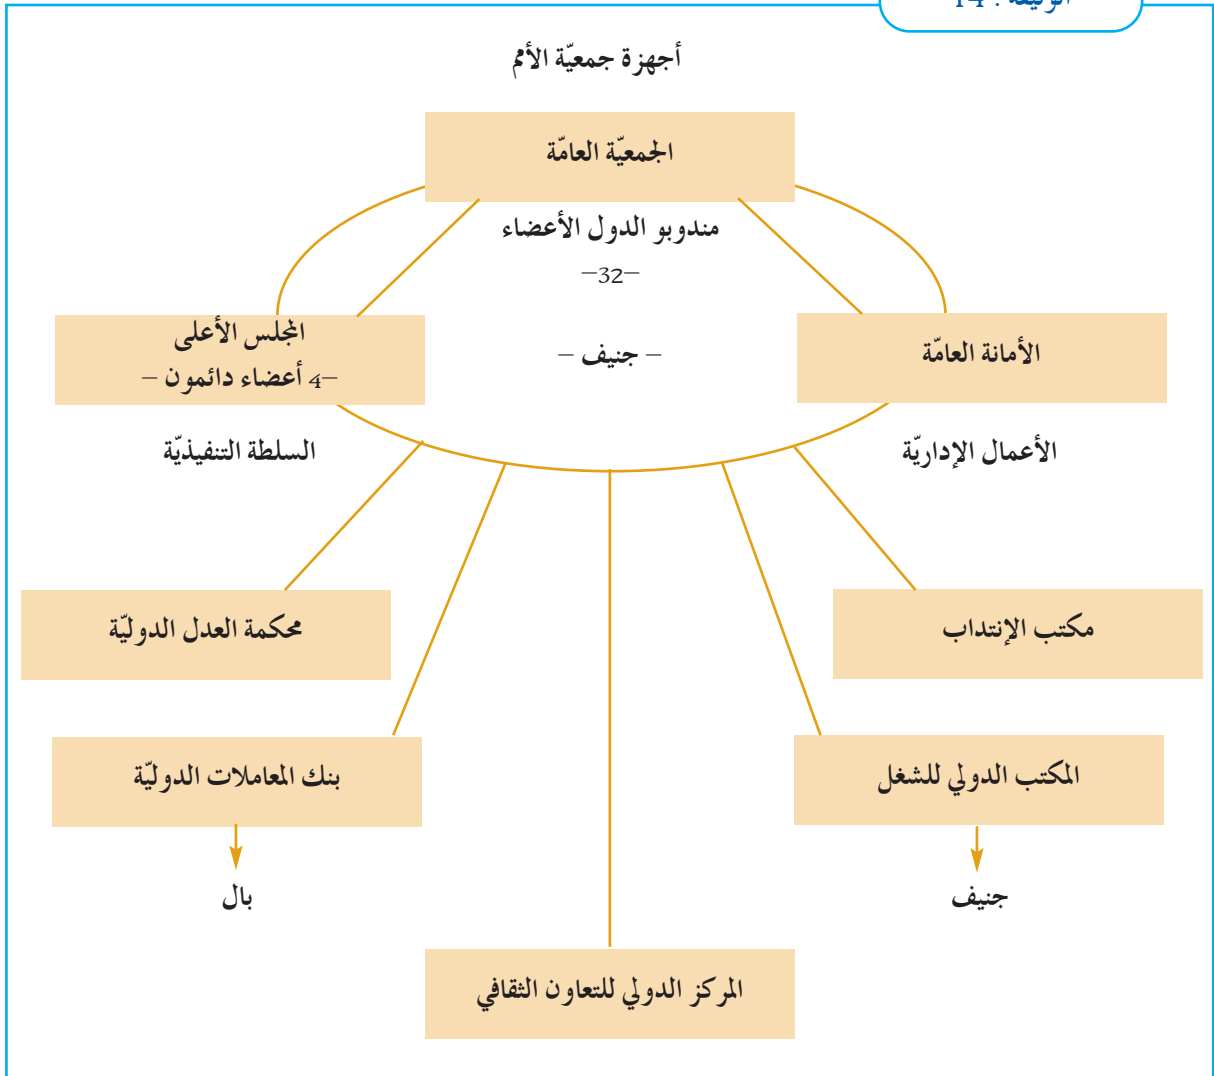 الوثيقة : 14
أجهزة جمعيّة الأمم
الجمعيّة العامّة
مندوبو الدول الأعضاء
–32–
– جنيف –
الأمانة العامّة
المجلس الأعلى
–4 أعضاء دائمون –
الأعمال الإداريّة
السلطة التنفيذيّة
مكتب الإنتداب
محكمة العدل الدوليّة
المكتب الدولي للشغل
بنك المعاملات الدوليّة
جنيف
بال
المركز الدولي للتعاون الثقافي